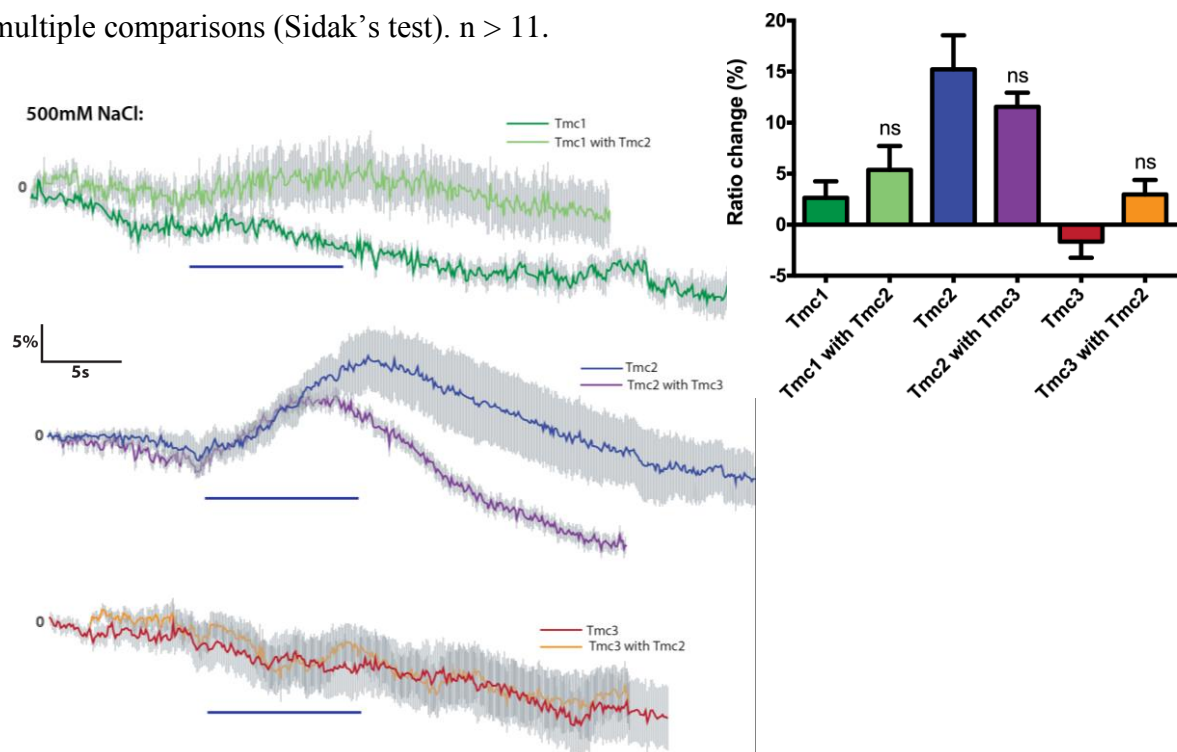 multiple comparisons (Sidak’s test). n > 11.
500mM NaCl:
Tmc1
Tmc1 with Tmc2
0
5%
5s
Tmc2
Tmc2 with Tmc3
0
Tmc3
Tmc3 with Tmc2
0
Ratio change (%)
20
15
10
5
0
-5
ns
ns
ns
Tmc1
Tmc1 with Tmc2
Tmc2
Tmc2 with Tmc3
Tmc3
Tmc3 with Tmc2